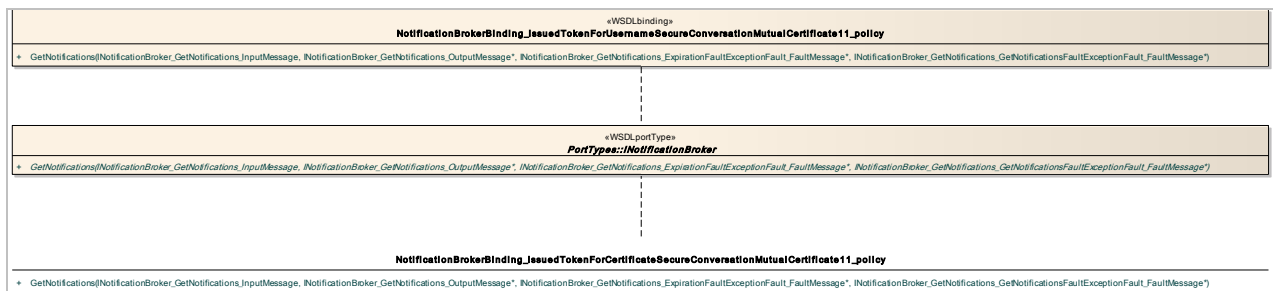 «WSDLbinding»
NotificationBrokerBinding_IssuedTokenForUsernameSecureConversationMutualCertificate11_policy
+ GetNotifications(INotificationBroker_GetNotifications_InputMessage, INotificationBroker_GetNotifications_OutputMessage*, INotificationBroker_GetNotifications_ExpirationFaultExceptionFault_FaultMessage*, INotificationBroker_GetNotifications_GetNotificationsFaultExceptionFault_FaultMessage*)
«WSDLportType»
PortTypes::INotificationBroker
+ GetNotifications(INotificationBroker_GetNotifications_InputMessage, INotificationBroker_GetNotifications_OutputMessage*, INotificationBroker_GetNotifications_ExpirationFaultExceptionFault_FaultMessage*, INotificationBroker_GetNotifications_GetNotificationsFaultExceptionFault_FaultMessage*)
NotificationBrokerBinding_IssuedTokenForCertificateSecureConversationMutualCertificate11_policy
+ GetNotifications(INotificationBroker_GetNotifications_InputMessage, INotificationBroker_GetNotifications_OutputMessage*, INotificationBroker_GetNotifications_ExpirationFaultExceptionFault_FaultMessage*, INotificationBroker_GetNotifications_GetNotificationsFaultExceptionFault_FaultMessage*)